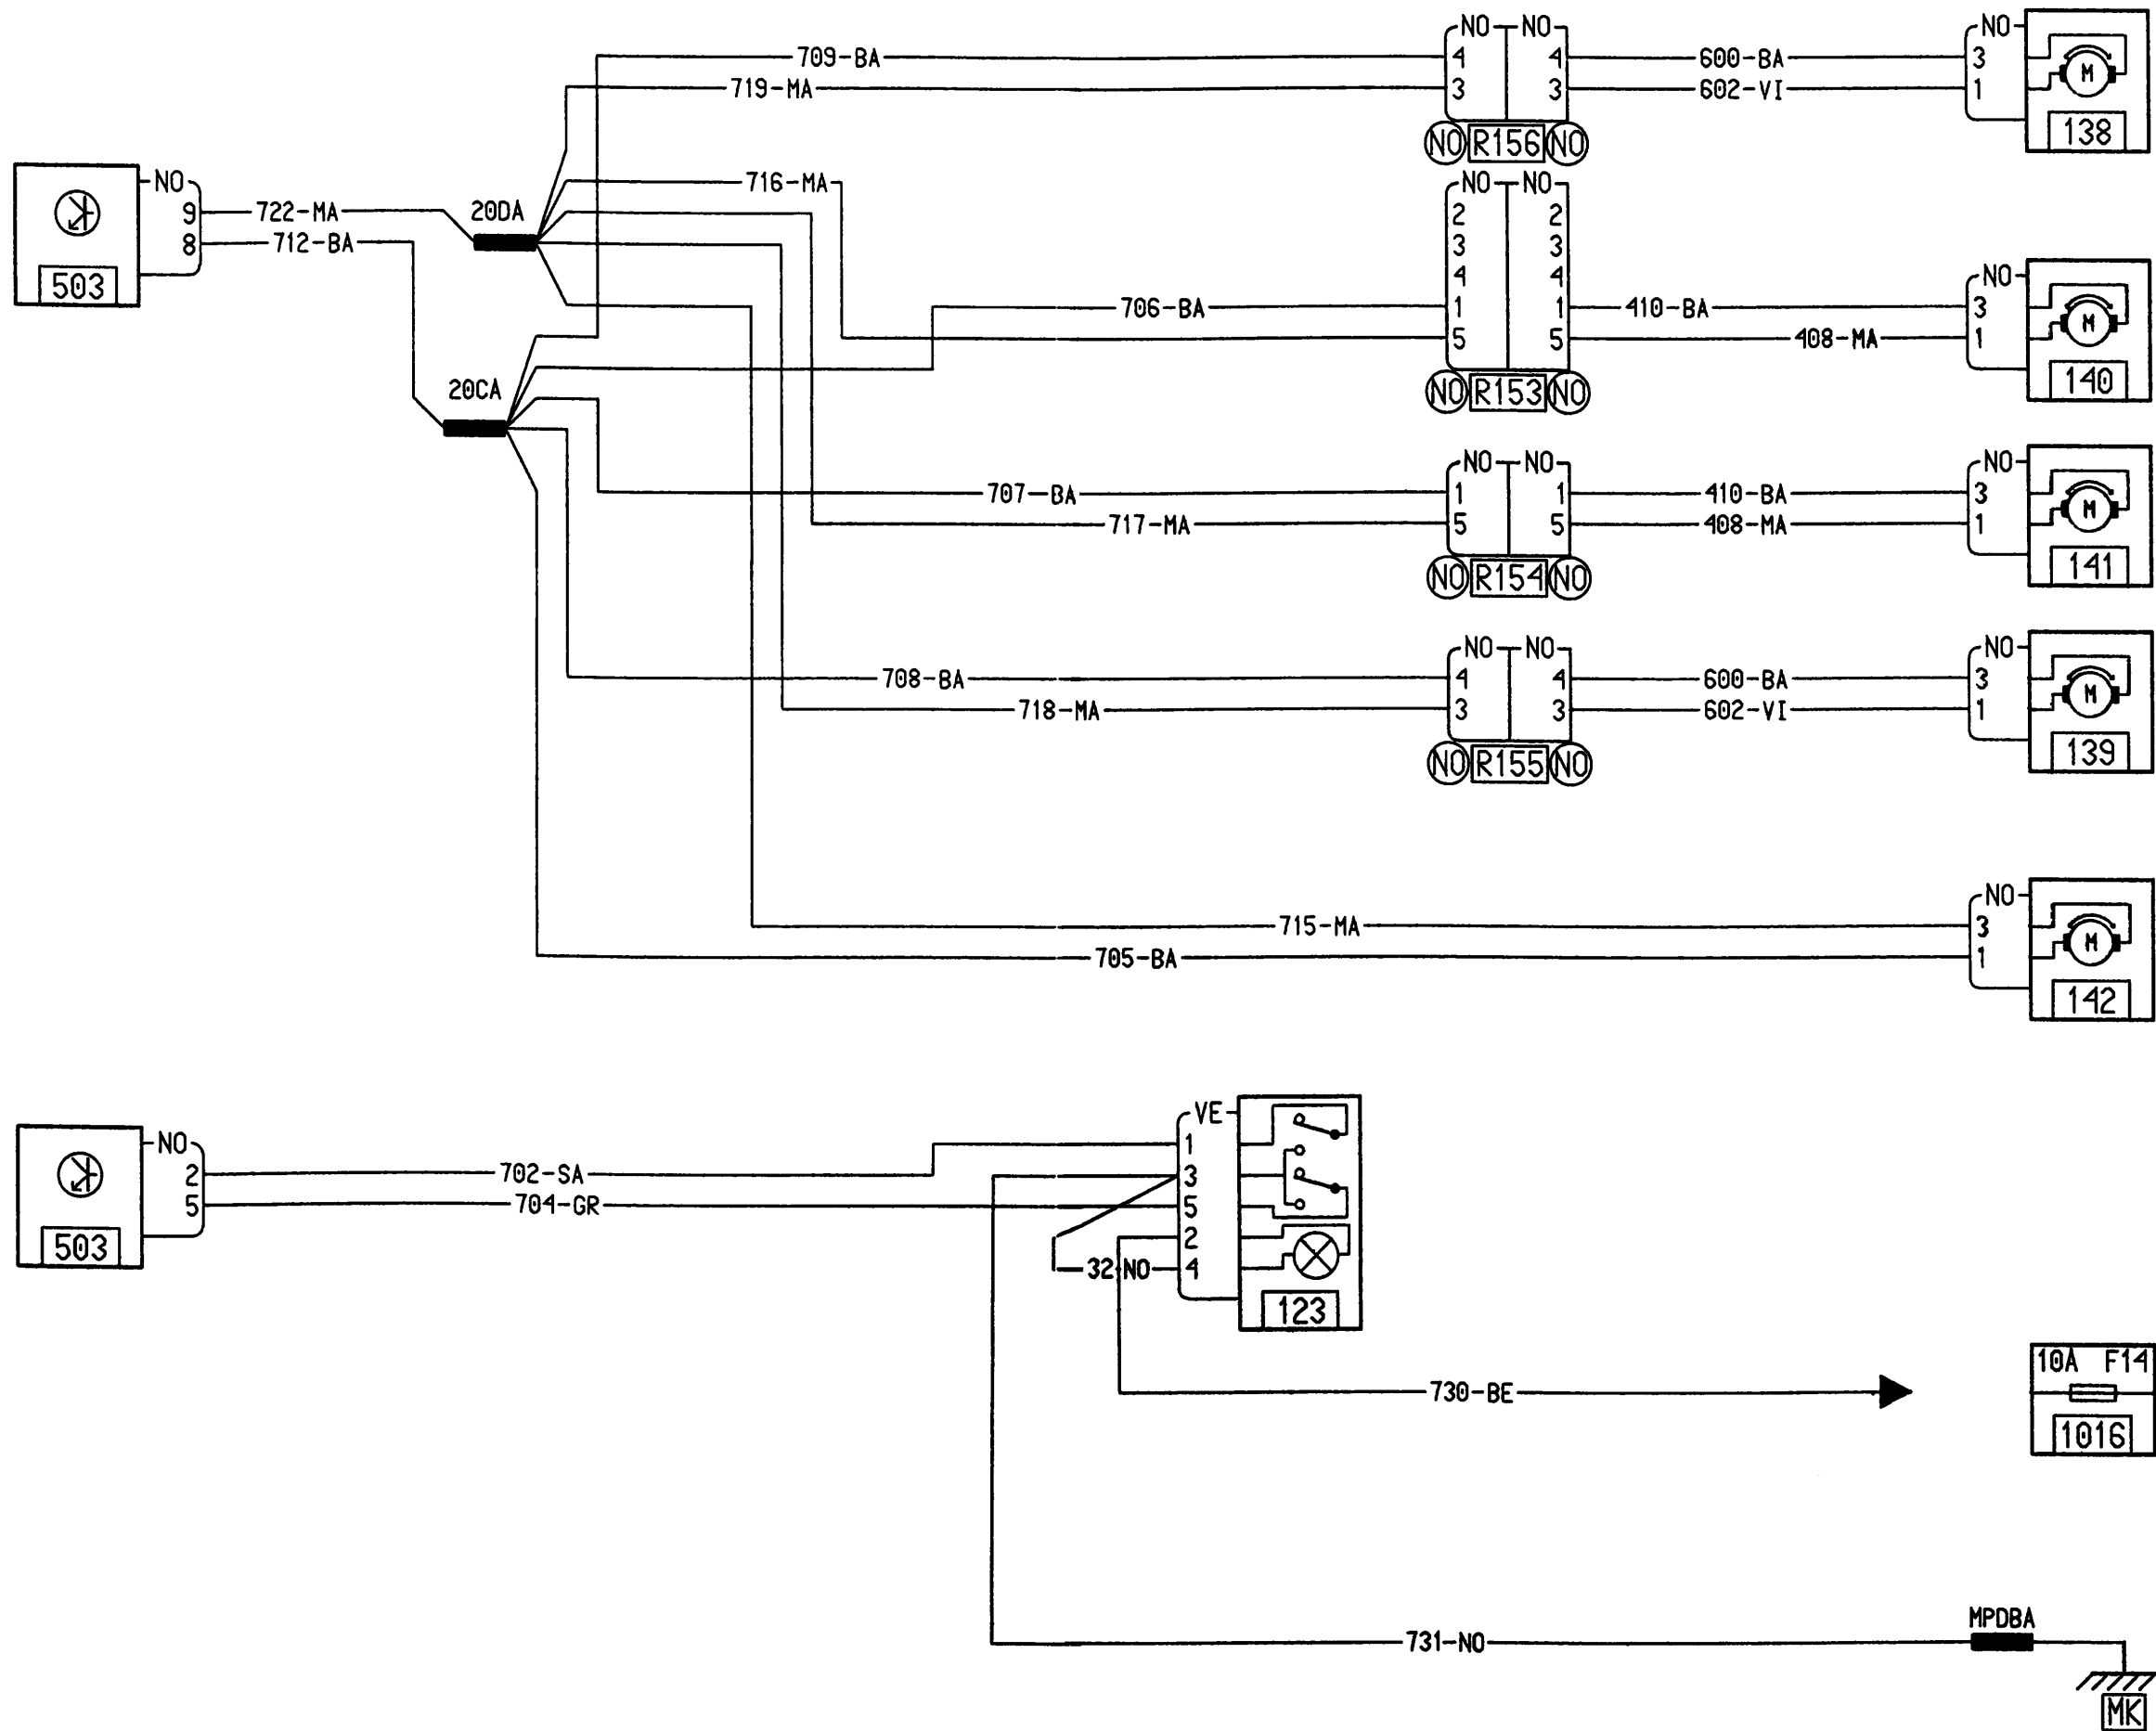 NO NO NO
709-BA 4 4 600-BA 3 M
719-MA 3 3 602-VI 1
NO R156 NO 138
NO 716-MA NO NO
9 722-MA 20DA 2 2
8 712-BA 3 3
503 4 4 NO
706-BA 1 1 410-BA 3 M
5 5 408-MA 1
20CA NO R153 NO 140
NO NO NO
707-BA 1 1 410-BA 3 M
717-MA 5 5 408-MA 1
NO R154 NO 141
NO NO NO
708-BA 4 4 600-BA 3 M
718-MA 3 3 602-VI 1
NO R155 NO 139
NO
715-MA 3 M
705-BA 1
142
VE
NO 1
2 702-SA 3
5 704-GR 5
503 2
32 NO 4
123
10A F14
730-BE
1016
MPDBA
731-NO
MK